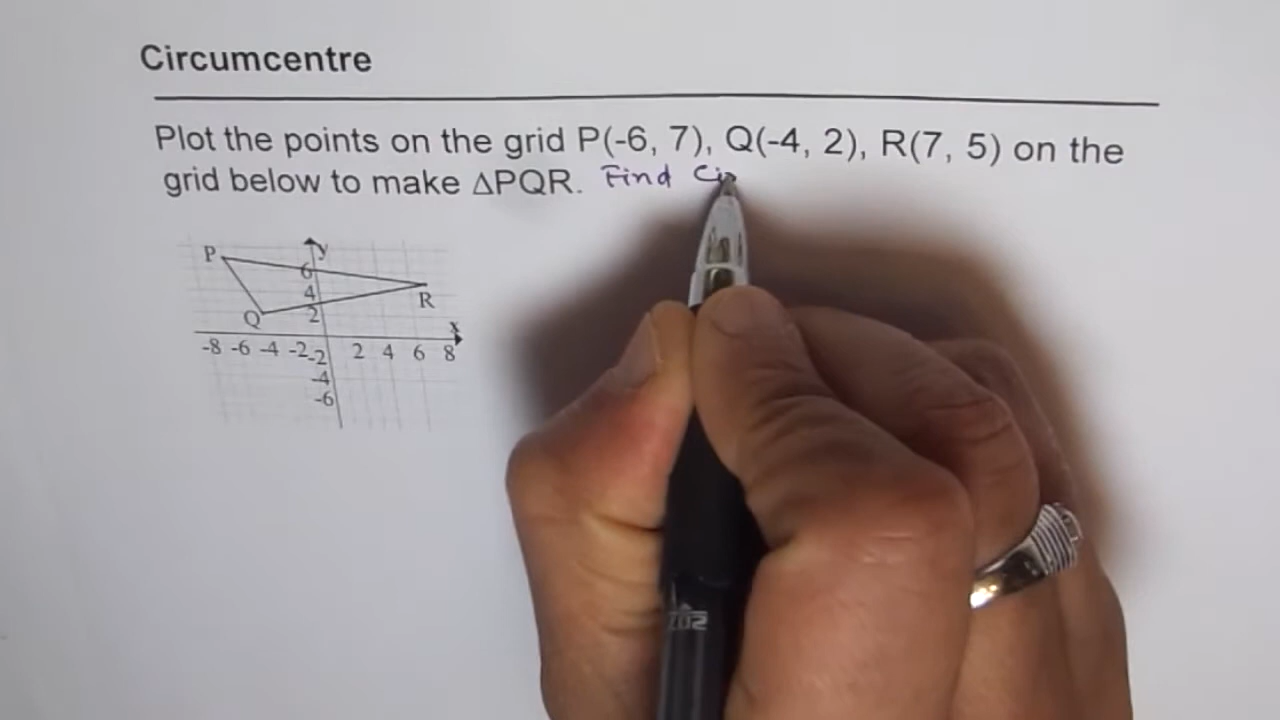 Circumcentre
Plot the points on the grid P(-6, 7), Q(-4, 2), R(7, 5) on the
grid below to make ΔPQR. Find Ci
P
y
6
4
R
Q
2
x
-8 -6 -4 -2 2 4 6 8
-2
-4
-6